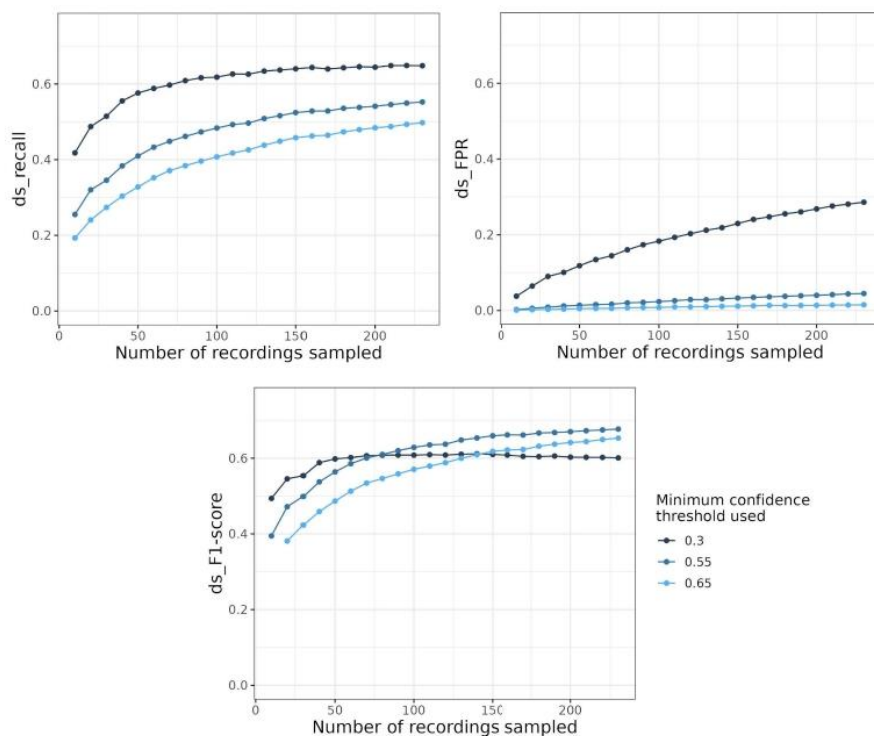 ds_recall
0.6
0.4
0.2
0.0
0 50 100 150 200
Number of recordings sampled
ds_FPR
0.6
0.4
0.2
0.0
0 50 100 150 200
Number of recordings sampled
ds_F1-score
0.6
0.4
0.2
0.0
0 50 100 150 200
Number of recordings sampled
Minimum confidence
threshold used
0.3
0.55
0.65